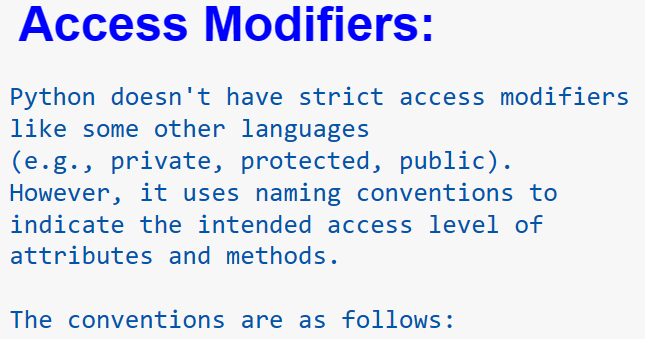 Access Modifiers:
Python doesn't have strict access modifiers
like some other languages
(e.g., private, protected, public).
However, it uses naming conventions to
indicate the intended access level of
attributes and methods.
The conventions are as follows: